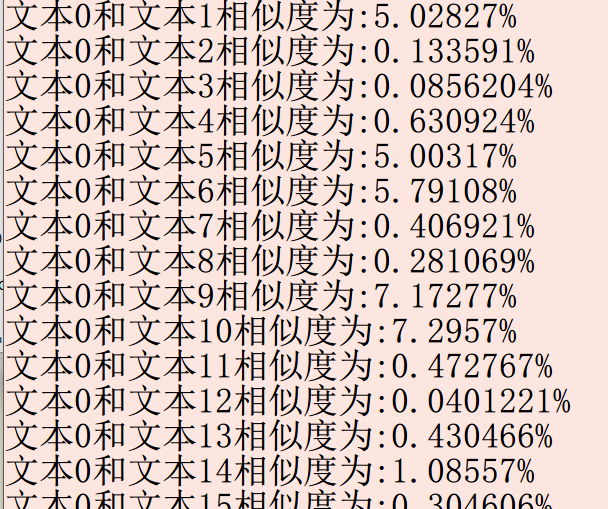 文本0和文本1相似度为:5.02827%
文本0和文本2相似度为:0.133591%
文本0和文本3相似度为:0.0856204%
文本0和文本4相似度为:0.630924%
文本0和文本5相似度为:5.00317%
文本0和文本6相似度为:5.79108%
文本0和文本7相似度为:0.406921%
文本0和文本8相似度为:0.281069%
文本0和文本9相似度为:7.17277%
文本0和文本10相似度为:7.2957%
文本0和文本11相似度为:0.472767%
文本0和文本12相似度为:0.0401221%
文本0和文本13相似度为:0.430466%
文本0和文本14相似度为:1.08557%
文本0和文本15相似度为:0.304606%